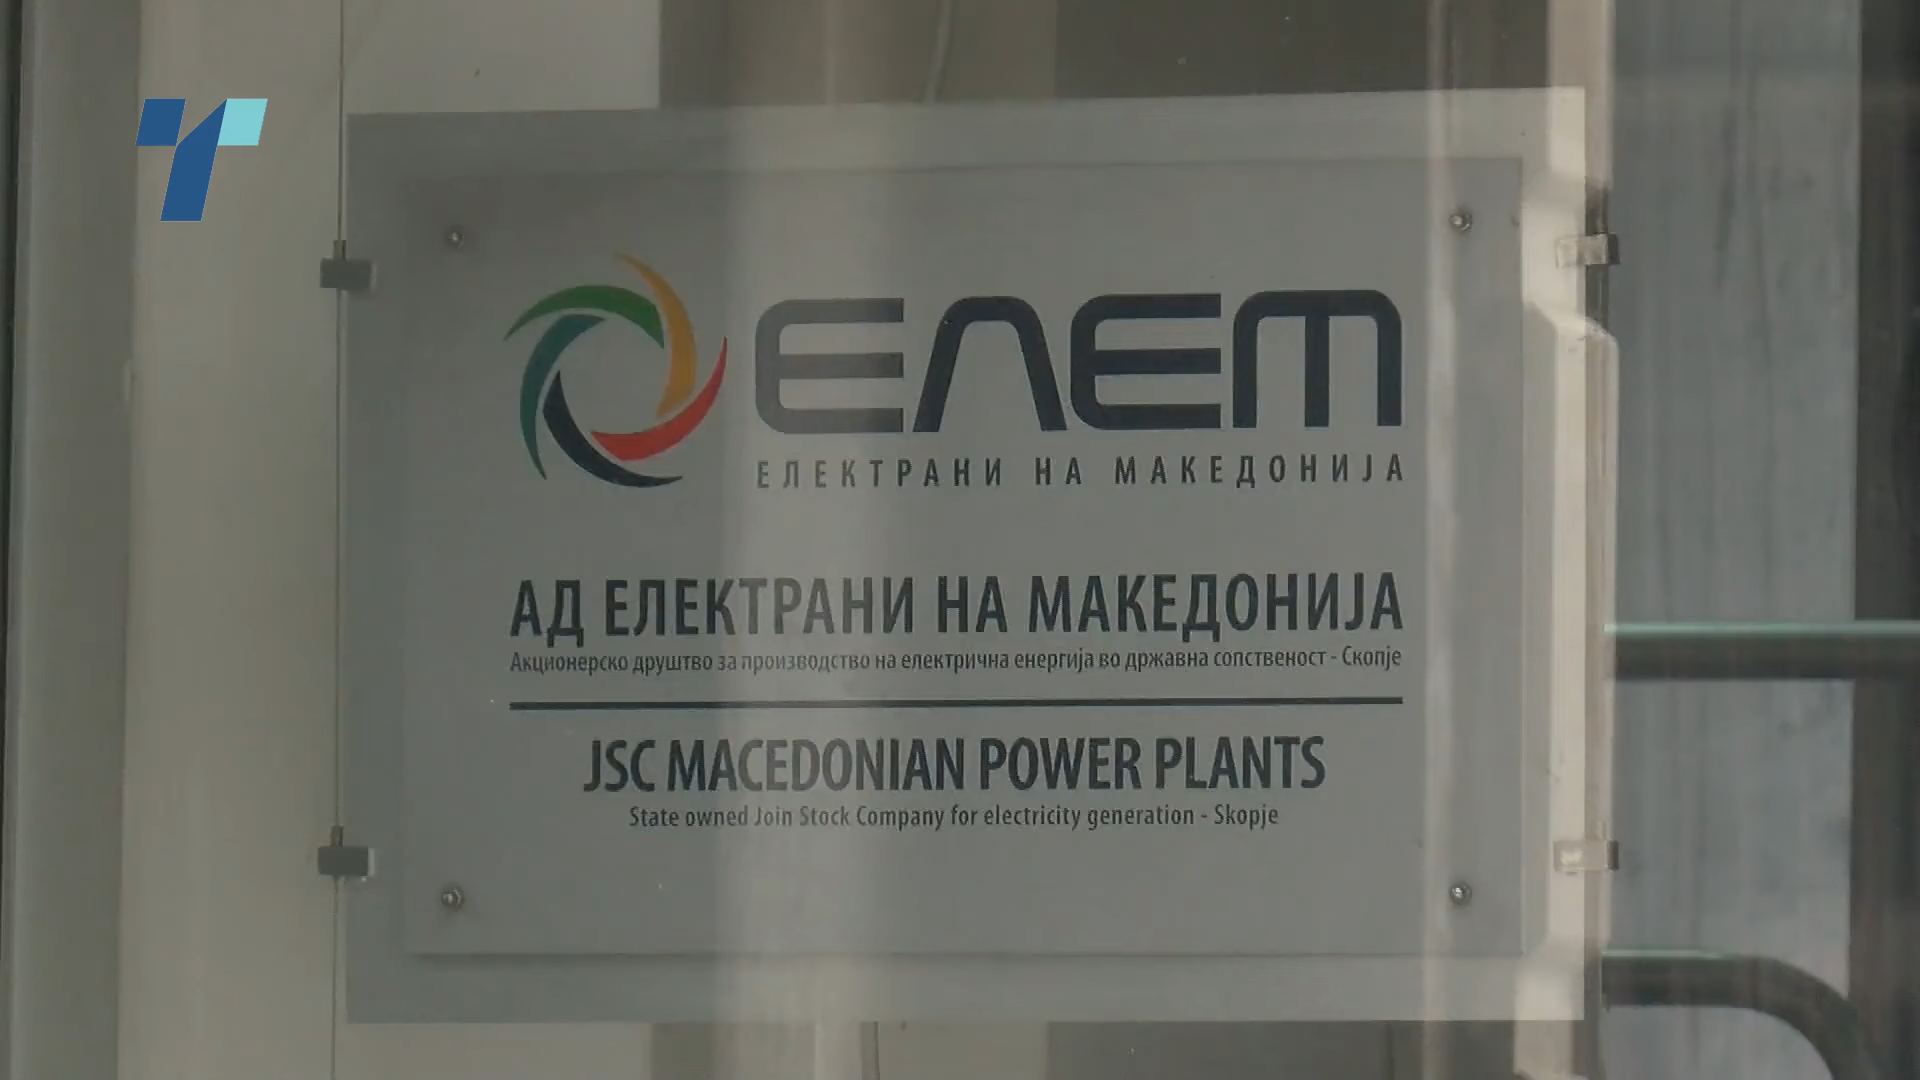 ЕЛЕМ
ЕЛЕКТРАНИ НА МАКЕДОНИЈА
АД ЕЛЕКТРАНИ НА МАКЕДОНИЈА
Акционерско друштво за производство на електрична енергија во државна сопственост - Скопје
JSC MACEDONIAN POWER PLANTS
State owned Join Stock Company for electricity generation - Skopje